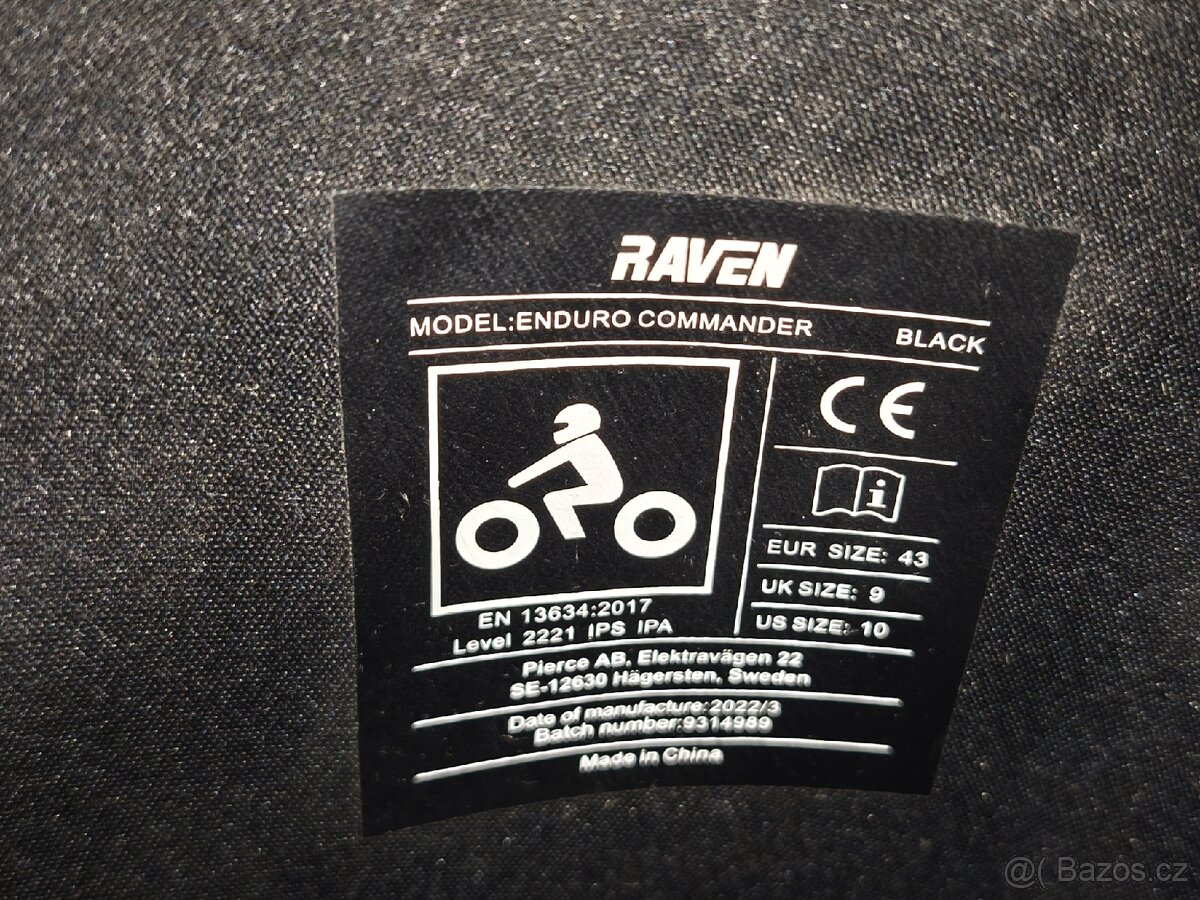 RAVEN
MODEL:ENDURO COMMANDER BLACK
CE
i
EUR SIZE: 43
UK SIZE: 9
US SIZE: 10
EN 13634:2017
Level 2221 IPS IPA
Pierce AB, Elektravägen 22
SE-12630 Hägersten, Sweden
Date of manufacture:2022/3
Batch number:9314989
Made in China
@( Bazoš.cz